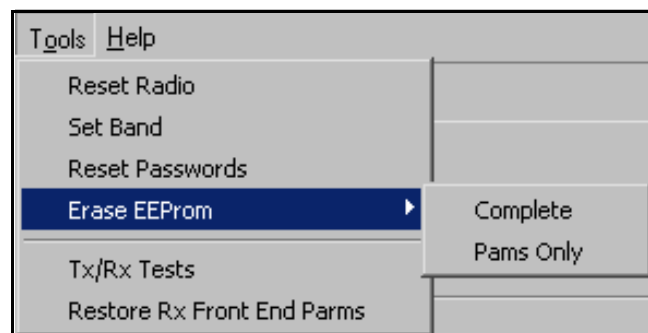 Tools Help
Reset Radio
Set Band
Reset Passwords
Erase EEProm
Complete
Pams Only
Tx/Rx Tests
Restore Rx Front End Parms